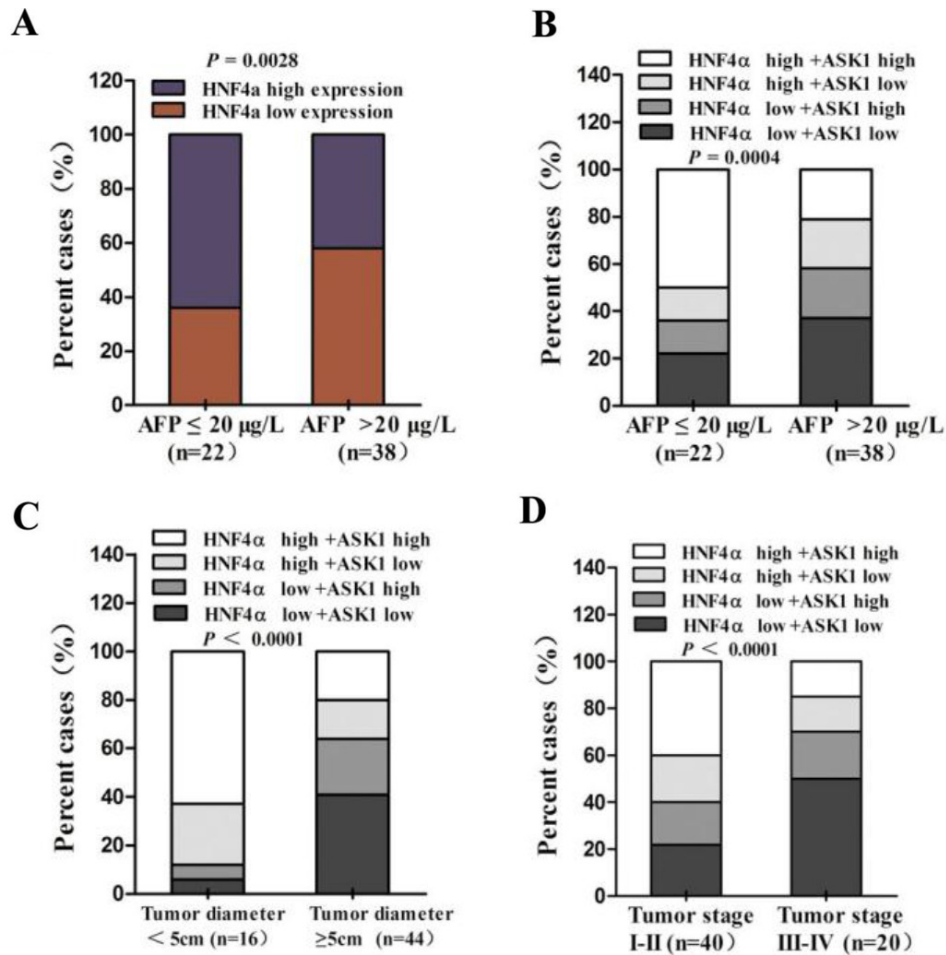 A
P = 0.0028
HNF4a high expression
HNF4a low expression
Percent cases (%)
120
100
80
60
40
20
0
AFP ≤ 20 μg/L
(n=22)
AFP >20 μg/L
(n=38)
B
HNF4α high +ASK1 high
HNF4α high +ASK1 low
HNF4α low +ASK1 high
HNF4α low +ASK1 low
P = 0.0004
Percent cases (%)
140
120
100
80
60
40
20
0
AFP ≤ 20 μg/L
(n=22)
AFP >20 μg/L
(n=38)
C
HNF4α high +ASK1 high
HNF4α high +ASK1 low
HNF4α low +ASK1 high
HNF4α low +ASK1 low
P < 0.0001
Percent cases (%)
140
120
100
80
60
40
20
0
Tumor diameter
< 5cm (n=16)
Tumor diameter
≥5cm (n=44)
D
HNF4α high +ASK1 high
HNF4α high +ASK1 low
HNF4α low +ASK1 high
HNF4α low +ASK1 low
P < 0.0001
Percent cases (%)
140
120
100
80
60
40
20
0
Tumor stage
I-II (n=40)
Tumor stage
III-IV (n=20)